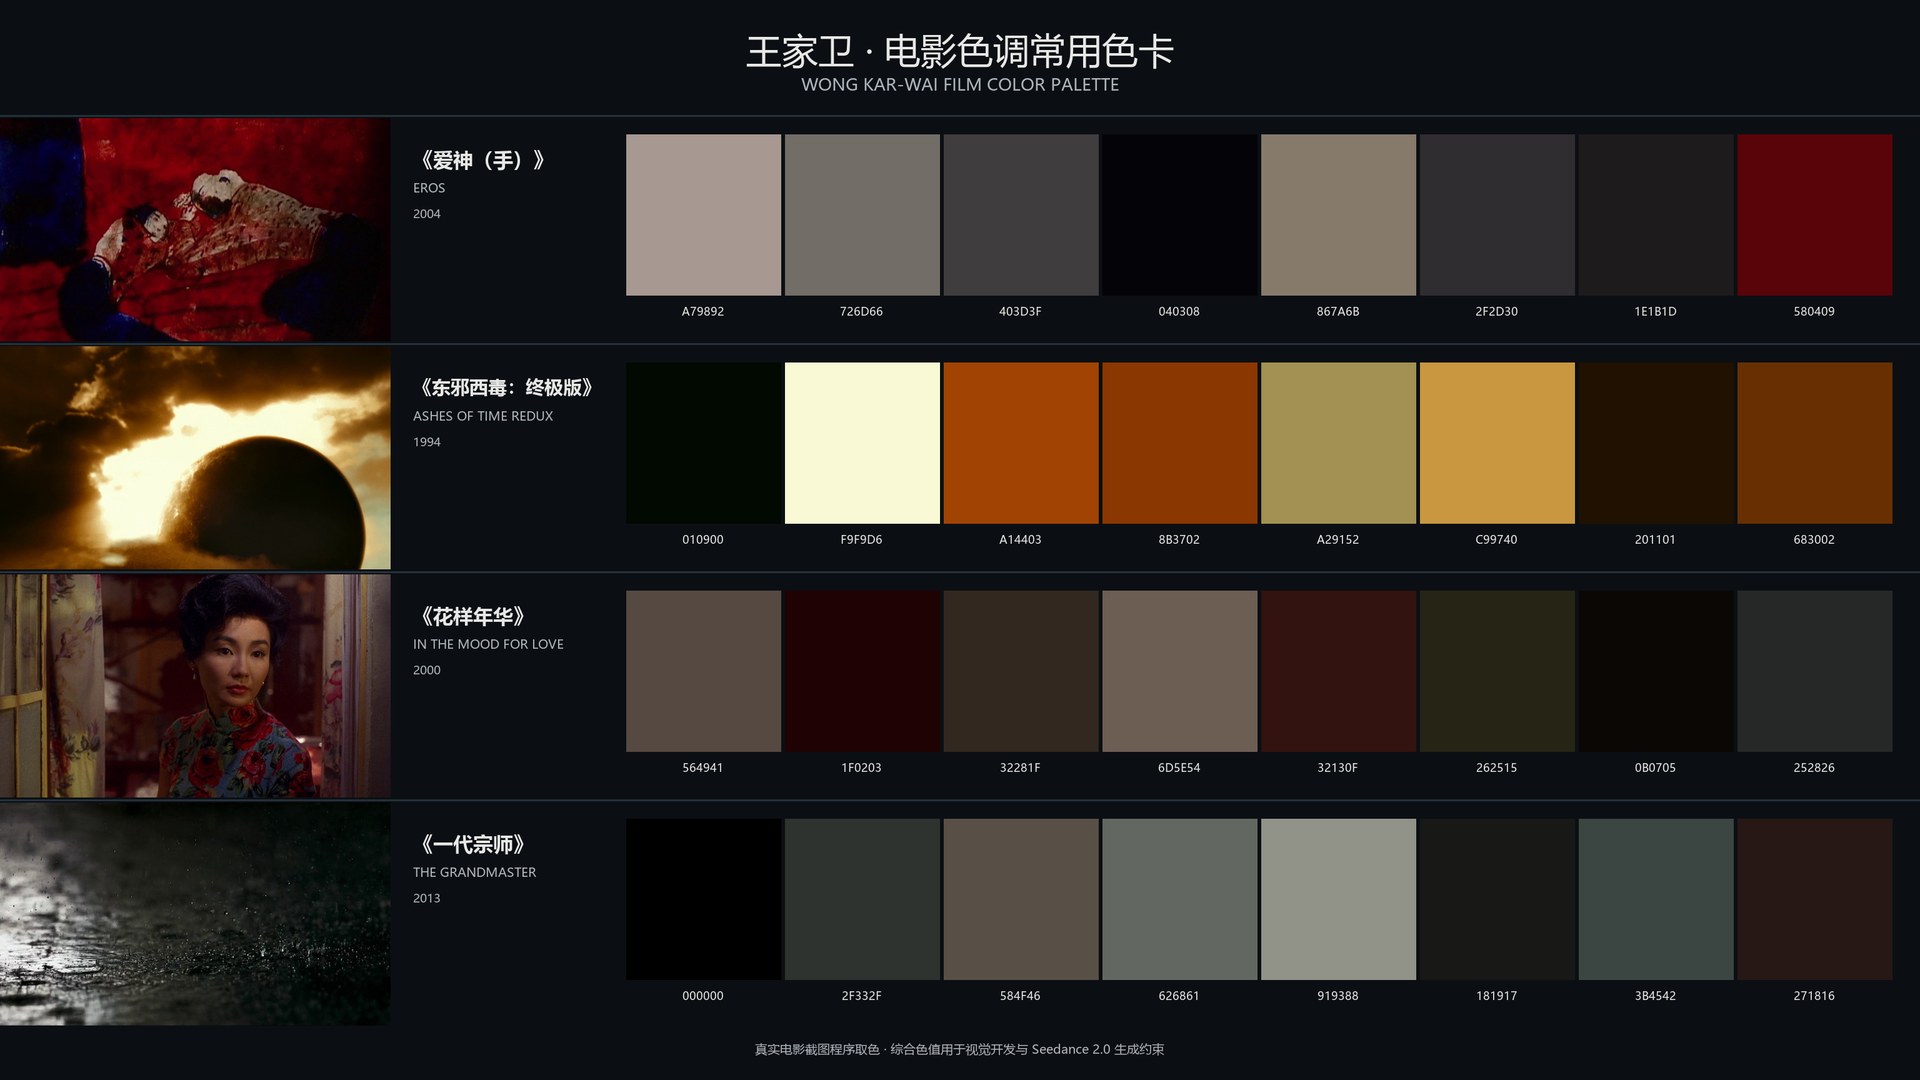 王家卫 · 电影色调常用色卡
WONG KAR-WAI FILM COLOR PALETTE
《爱神（手）》
EROS
2004
A79892 726D66 403D3F 040308 867A6B 2F2D30 1E1B1D 580409
《东邪西毒：终极版》
ASHES OF TIME REDUX
1994
010900 F9F9D6 A14403 8B3702 A29152 C99740 201101 683002
《花样年华》
IN THE MOOD FOR LOVE
2000
564941 1F0203 32281F 6D5E54 32130F 262515 0B0705 252826
《一代宗师》
THE GRANDMASTER
2013
000000 2F332F 584F46 626861 919388 181917 3B4542 271816
真实电影截图程序取色 · 综合色值用于视觉开发与 Seedance 2.0 生成约束